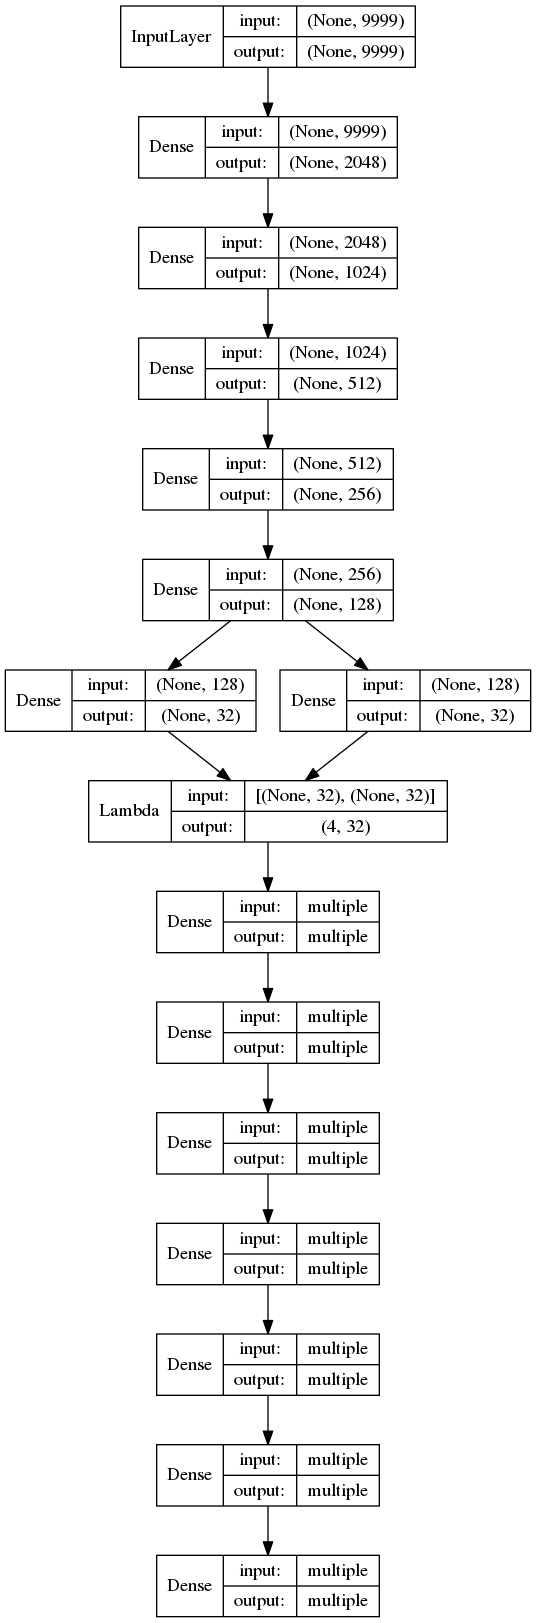 InputLayer
input: (None, 9999)
output: (None, 9999)
Dense
input: (None, 9999)
output: (None, 2048)
Dense
input: (None, 2048)
output: (None, 1024)
Dense
input: (None, 1024)
output: (None, 512)
Dense
input: (None, 512)
output: (None, 256)
Dense
input: (None, 256)
output: (None, 128)
Dense
input: (None, 128)
output: (None, 32)
Dense
input: (None, 128)
output: (None, 32)
Lambda
input: [(None, 32), (None, 32)]
output: (4, 32)
Dense
input: multiple
output: multiple
Dense
input: multiple
output: multiple
Dense
input: multiple
output: multiple
Dense
input: multiple
output: multiple
Dense
input: multiple
output: multiple
Dense
input: multiple
output: multiple
Dense
input: multiple
output: multiple